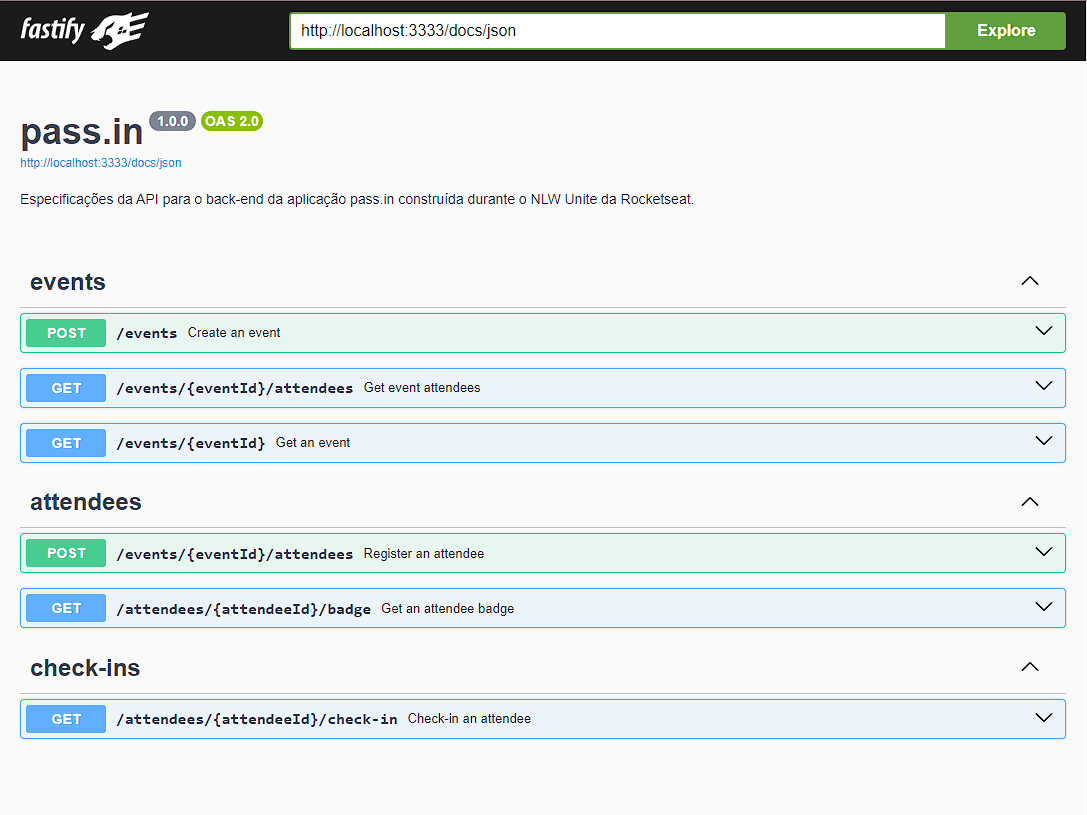 fastify
http://localhost:3333/docs/json Explore
pass.in 1.0.0 OAS 2.0
http://localhost:3333/docs/json
Especificações da API para o back-end da aplicação pass.in construída durante o NLW Unite da Rocketseat.
events
POST /events Create an event
GET /events/{eventId}/attendees Get event attendees
GET /events/{eventId} Get an event
attendees
POST /events/{eventId}/attendees Register an attendee
GET /attendees/{attendeeId}/badge Get an attendee badge
check-ins
GET /attendees/{attendeeId}/check-in Check-in an attendee